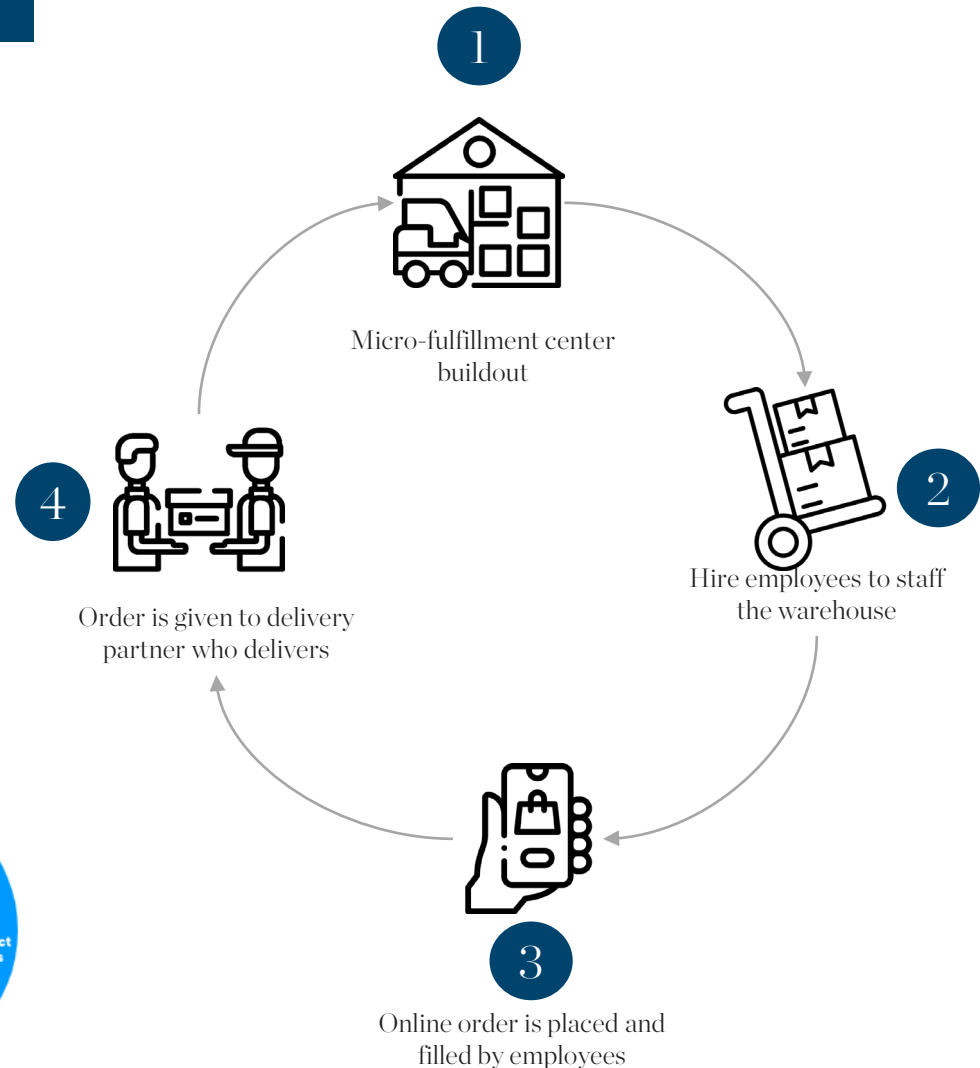 1
Micro-fulfillment center
buildout
2
Hire employees to staff
the warehouse
3
Online order is placed and
filled by employees
4
Order is given to delivery
partner who delivers